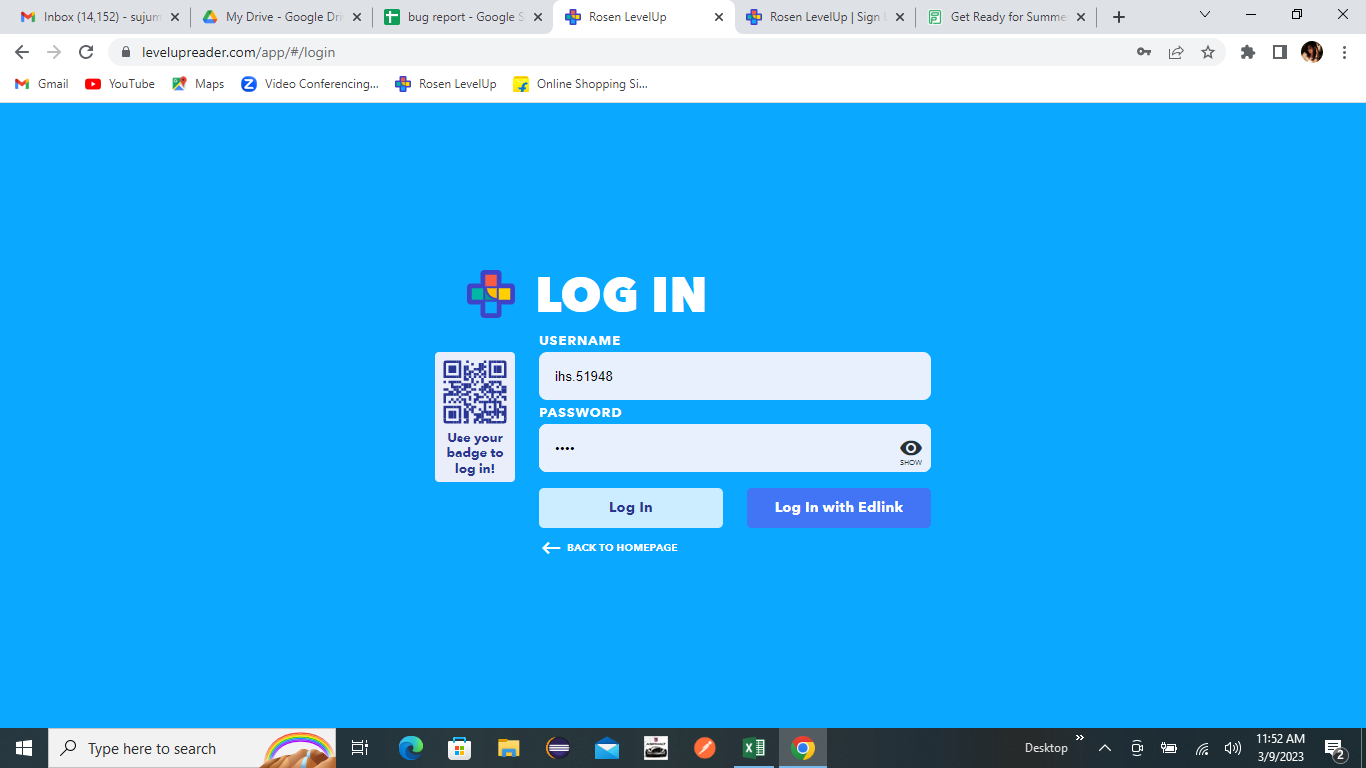 Inbox (14,152) - sujum
My Drive - Google Dri
bug report - Google S
Rosen LevelUp
Rosen LevelUp | Sign U
Get Ready for Summe
levelupreader.com/app/#/login
Gmail
YouTube
Maps
Video Conferencing...
Rosen LevelUp
Online Shopping Si...
LOG IN
USERNAME
ihs.51948
Use your
badge to
log in!
PASSWORD
••••
SHOW
Log In
Log In with Edlink
BACK TO HOMEPAGE
Type here to search
Desktop
11:52 AM
3/9/2023
2